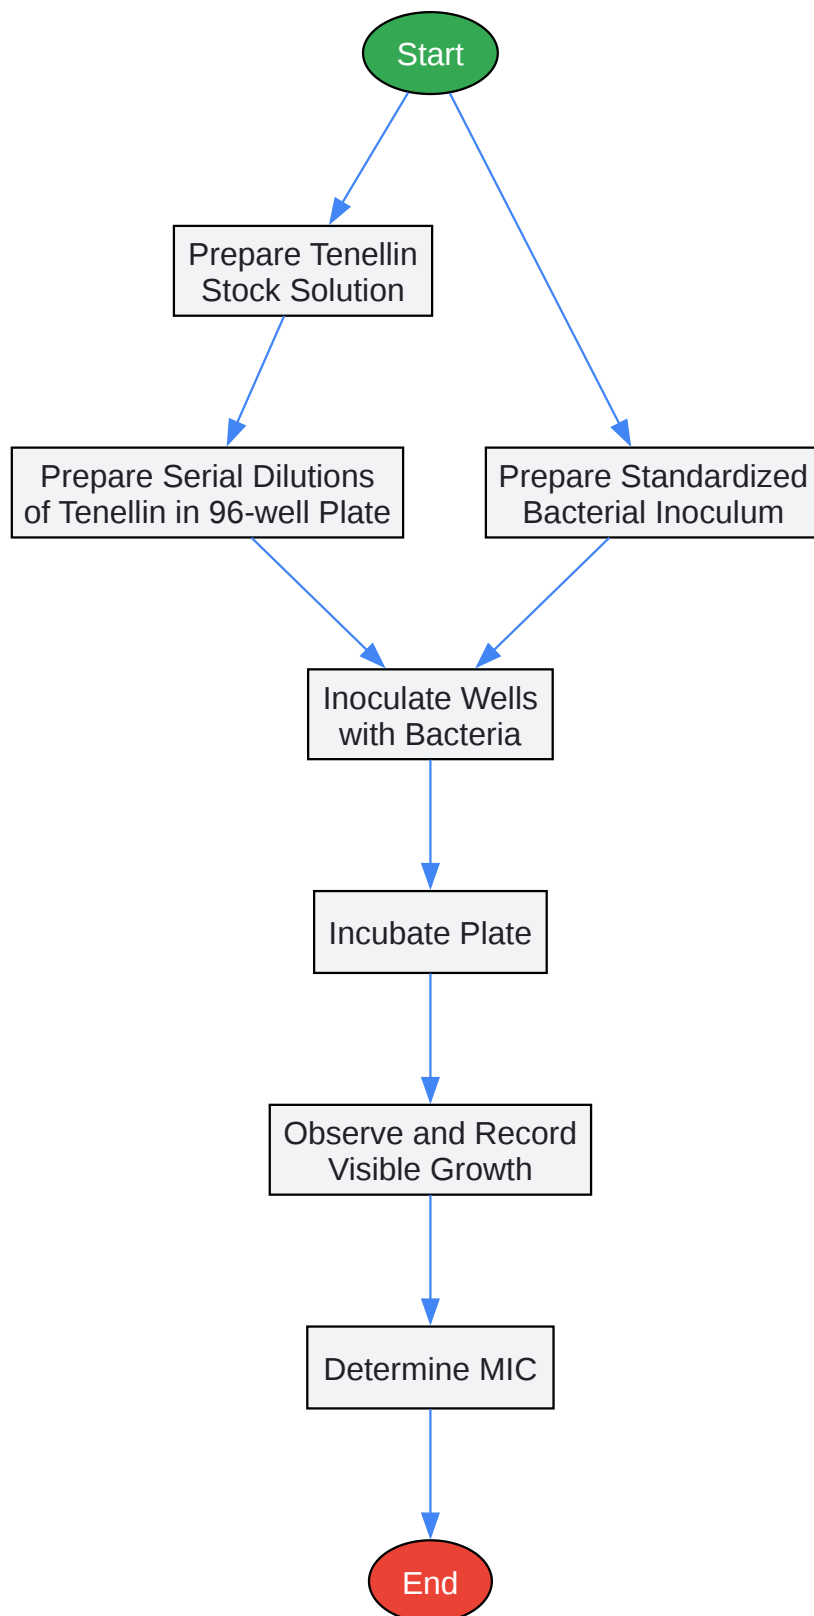 Start
Prepare Tenellin
Stock Solution
Prepare Serial Dilutions
of Tenellin in 96-well Plate
Prepare Standardized
Bacterial Inoculum
Inoculate Wells
with Bacteria
Incubate Plate
Observe and Record
Visible Growth
Determine MIC
End